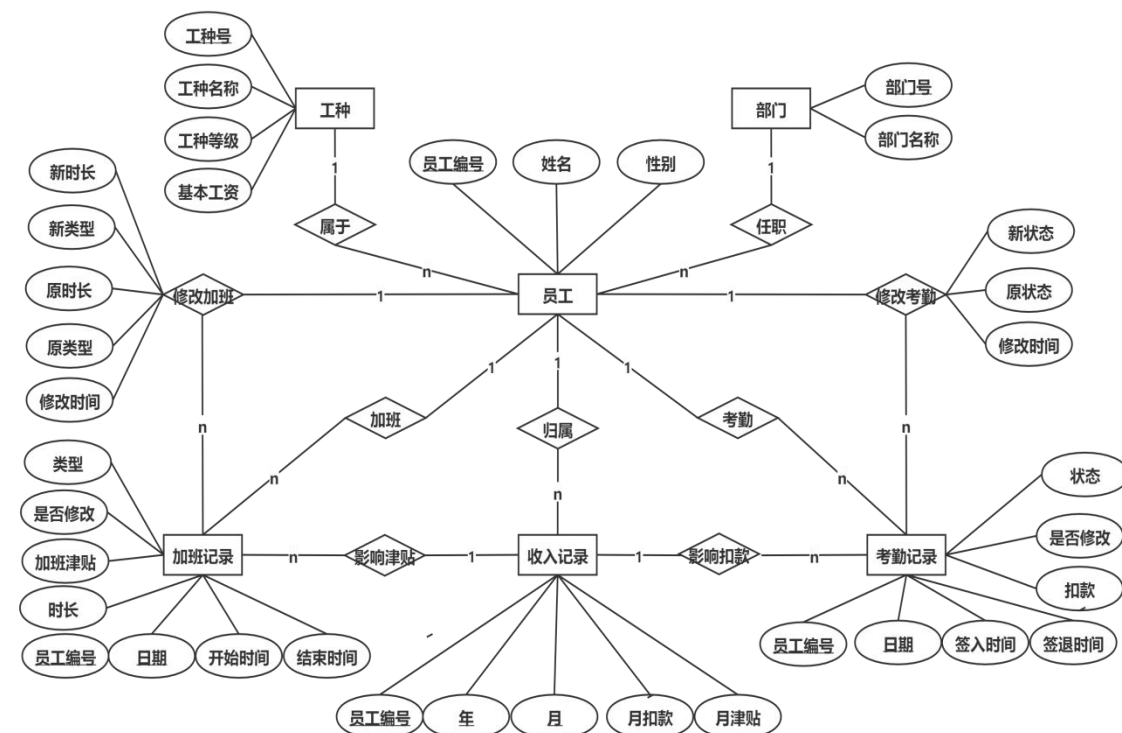 工种号
工种名称
工种等级
基本工资
工种
部门
部门号
部门名称
员工编号
姓名
性别
1
1
属于
任职
n
n
新时长
新类型
原时长
原类型
修改时间
修改加班
1
员工
1
修改考勤
新状态
原状态
修改时间
n
1
1
1
n
加班
归属
考勤
n
n
n
类型
是否修改
加班津贴
时长
加班记录
n
影响津贴
1
收入记录
1
影响扣款
n
考勤记录
状态
是否修改
扣款
员工编号
日期
开始时间
结束时间
员工编号
日期
签入时间
签退时间
员工编号
年
月
月扣款
月津贴